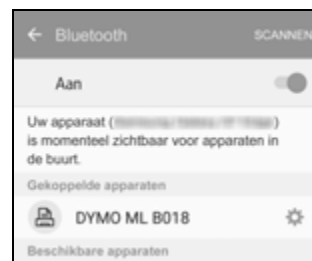 Bluetooth SCANNEN
Aan
Uw apparaat ( )
is momenteel zichtbaar voor apparaten in
de buurt.
Gekoppelde apparaten
DYMO ML B018
Beschikbare apparaten